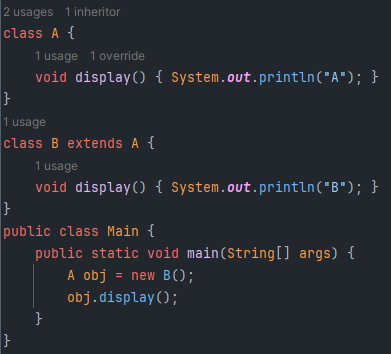 2 usages   1 inheritor
class A {
    1 usage   1 override
    void display() { System.out.println("A"); }
}
1 usage
class B extends A {
    1 usage
    void display() { System.out.println("B"); }
}
public class Main {
    public static void main(String[] args) {
        A obj = new B();
        obj.display();
    }
}